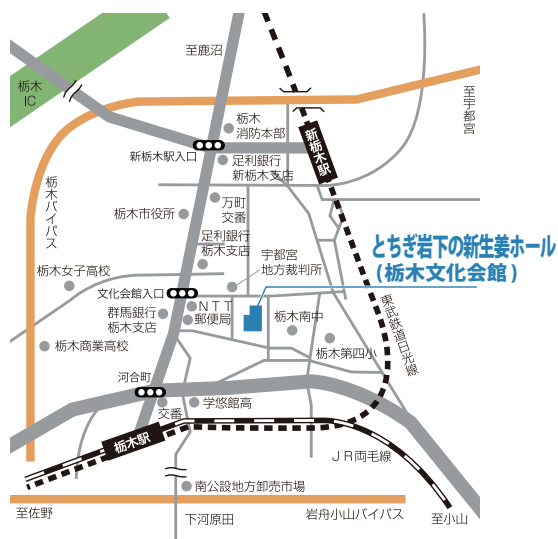 至鹿沼
栃木
IC
至宇都宮
栃木
消防本部
新栃木駅入口
新栃木駅
足利銀行
新栃木支店
栃木バイパス
万町
交番
栃木市役所
足利銀行
栃木支店
とちぎ岩下の新生姜ホール
(栃木文化会館)
宇都宮
地方裁判所
栃木女子高校
文化会館入口
NTT
群馬銀行
栃木支店
郵便局
栃木南中
東武鉄道日光線
栃木商業高校
栃木第四小
河合町
交番
学悠館高
栃木駅
JR両毛線
南公設地方卸売市場
至佐野
下河原田
岩舟小山バイパス
至小山